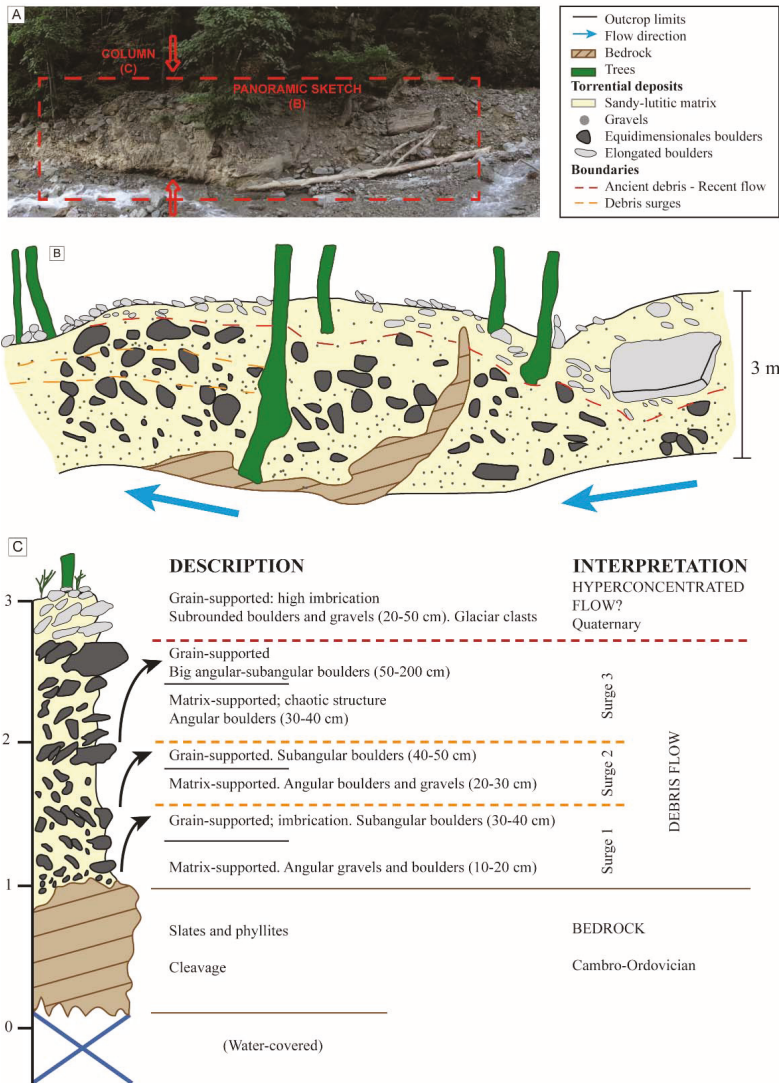 A
COLUMN
(C)
PANORAMIC SKETCH
(B)
Outcrop limits
Flow direction
Bedrock
Trees
Torrential deposits
Sandy-lutitic matrix
Gravels
Equidimensionales boulders
Elongated boulders
Boundaries
Ancient debris - Recent flow
Debris surges
B
3 m
C
DESCRIPTION
INTERPRETATION
Grain-supported: high imbrication
Subrounded boulders and gravels (20-50 cm). Glaciar clasts
HYPERCONCENTRATED
FLOW?
Quaternary
3
Grain-supported
Big angular-subangular boulders (50-200 cm)
Matrix-supported; chaotic structure
Angular boulders (30-40 cm)
Surge 3
2
Grain-supported. Subangular boulders (40-50 cm)
Matrix-supported. Angular boulders and gravels (20-30 cm)
Surge 2
Grain-supported; imbrication. Subangular boulders (30-40 cm)
Matrix-supported. Angular gravels and boulders (10-20 cm)
Surge 1
DEBRIS FLOW
1
Slates and phyllites
Cleavage
BEDROCK
Cambro-Ordovician
0
(Water-covered)